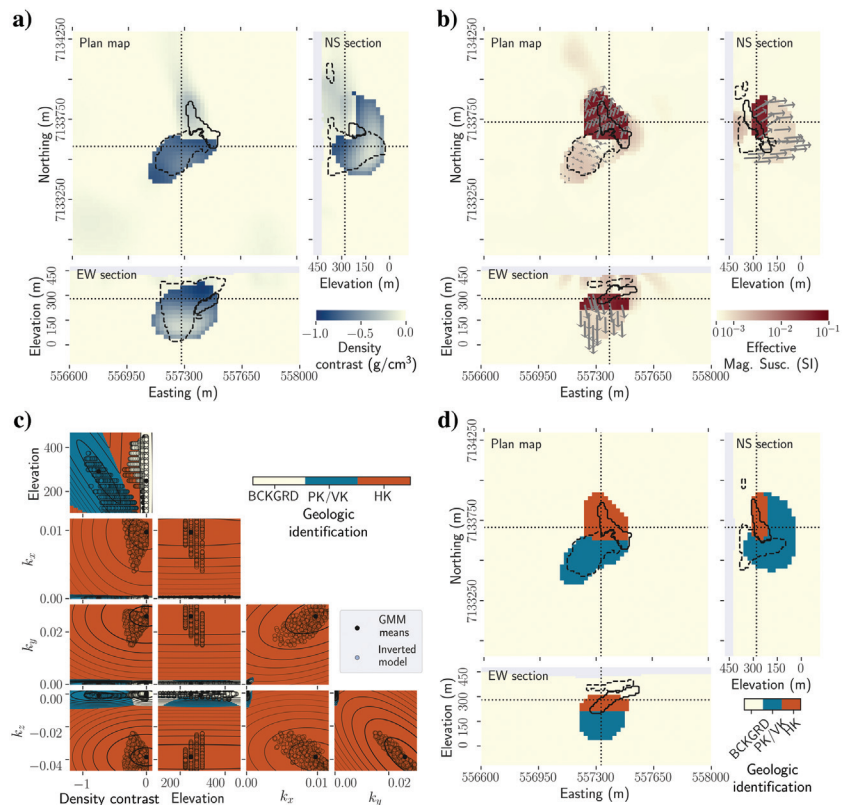 a)
Plan map
NS section
7134250
7133750
7133250
Northing (m)
450
300
150
0
Elevation (m)
EW section
Elevation (m)
0 150 300 450
−1.0
−0.5
0.0
Density
contrast (g/cm³)
556600
556950
557300
557650
558000
Easting (m)
b)
Plan map
NS section
7134250
7133750
7133250
Northing (m)
450
300
150
0
Elevation (m)
EW section
Elevation (m)
0 150 300 450
10⁻³
10⁻²
10⁻¹
Effective
Mag. Susc. (SI)
556600
556950
557300
557650
558000
Easting (m)
c)
Elevation
400
200
BCKGRD
PK/VK
HK
Geologic
identification
kₓ
0.01
0.00
k_y
0.02
0.00
GMM
means
Inverted
model
k_z
0.00
−0.02
−0.04
−1
0
Density contrast
200
400
Elevation
0.00
0.01
kₓ
0.00
0.02
k_y
d)
Plan map
NS section
7134250
7133750
7133250
Northing (m)
450
300
150
0
Elevation (m)
EW section
Elevation (m)
0 150 300 450
BCKGRD
PK/VK
HK
Geologic
identification
556600
556950
557300
557650
558000
Easting (m)